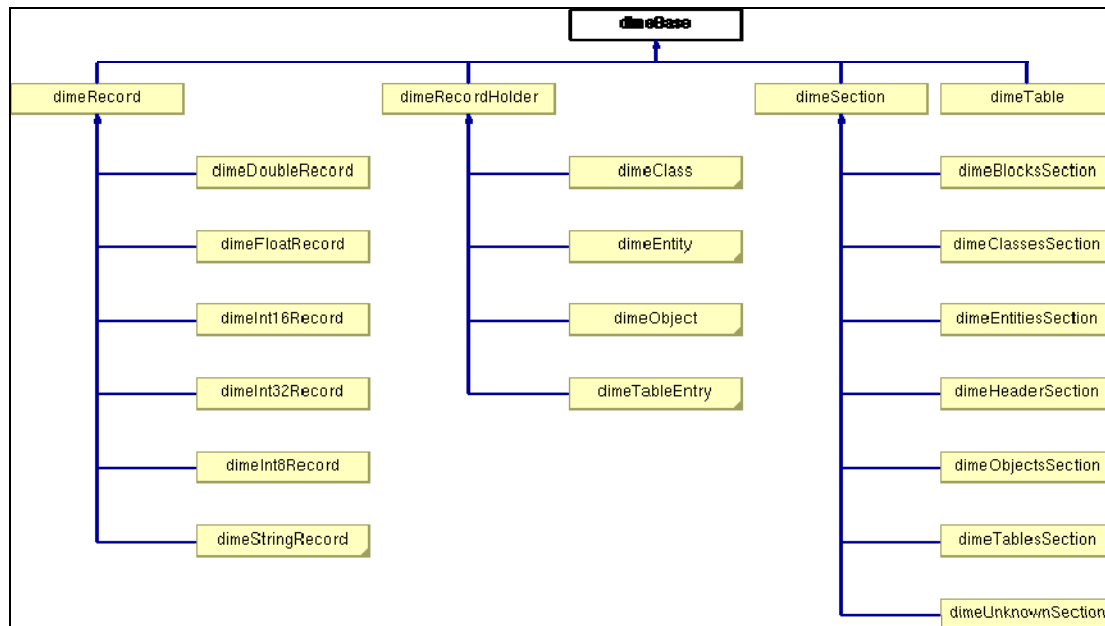 dimeBase
dimeRecord
dimeRecordHolder
dimeSection
dimeTable
dimeDoubleRecord
dimeClass
dimeBlocksSection
dimeFloatRecord
dimeEntity
dimeClassesSection
dimeInt16Record
dimeObject
dimeEntitiesSection
dimeInt32Record
dimeTableEntry
dimeHeaderSection
dimeInt8Record
dimeObjectsSection
dimeStringRecord
dimeTablesSection
dimeUnknownSection